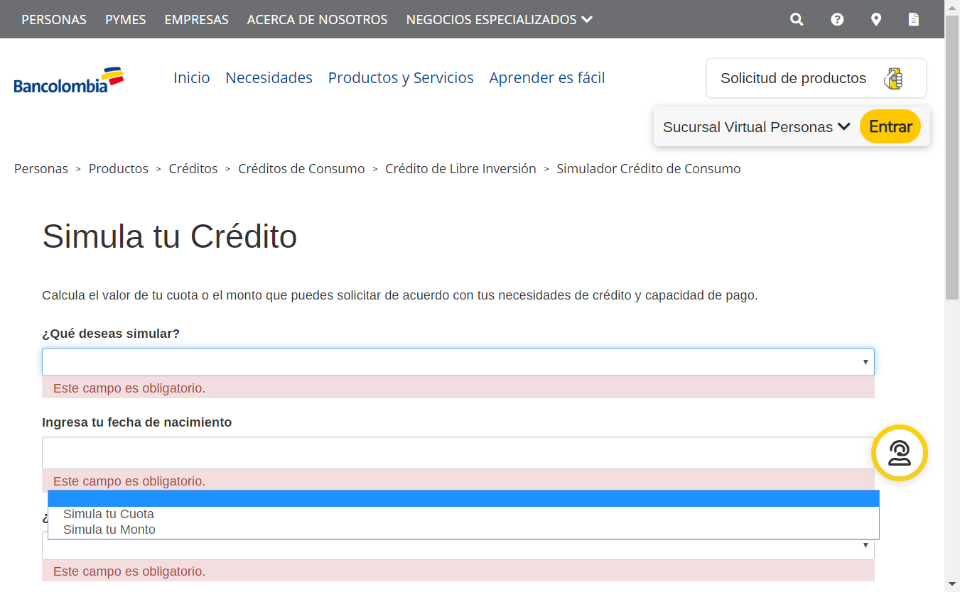 PERSONAS PYMES EMPRESAS ACERCA DE NOSOTROS NEGOCIOS ESPECIALIZADOS
Bancolombia
Inicio Necesidades Productos y Servicios Aprender es fácil
Solicitud de productos
Sucursal Virtual Personas Entrar
Personas > Productos > Créditos > Créditos de Consumo > Crédito de Libre Inversión > Simulador Crédito de Consumo
Simula tu Crédito
Calcula el valor de tu cuota o el monto que puedes solicitar de acuerdo con tus necesidades de crédito y capacidad de pago.
¿Qué deseas simular?
Este campo es obligatorio.
Ingresa tu fecha de nacimiento
Este campo es obligatorio.
Simula tu Cuota
Simula tu Monto
Este campo es obligatorio.